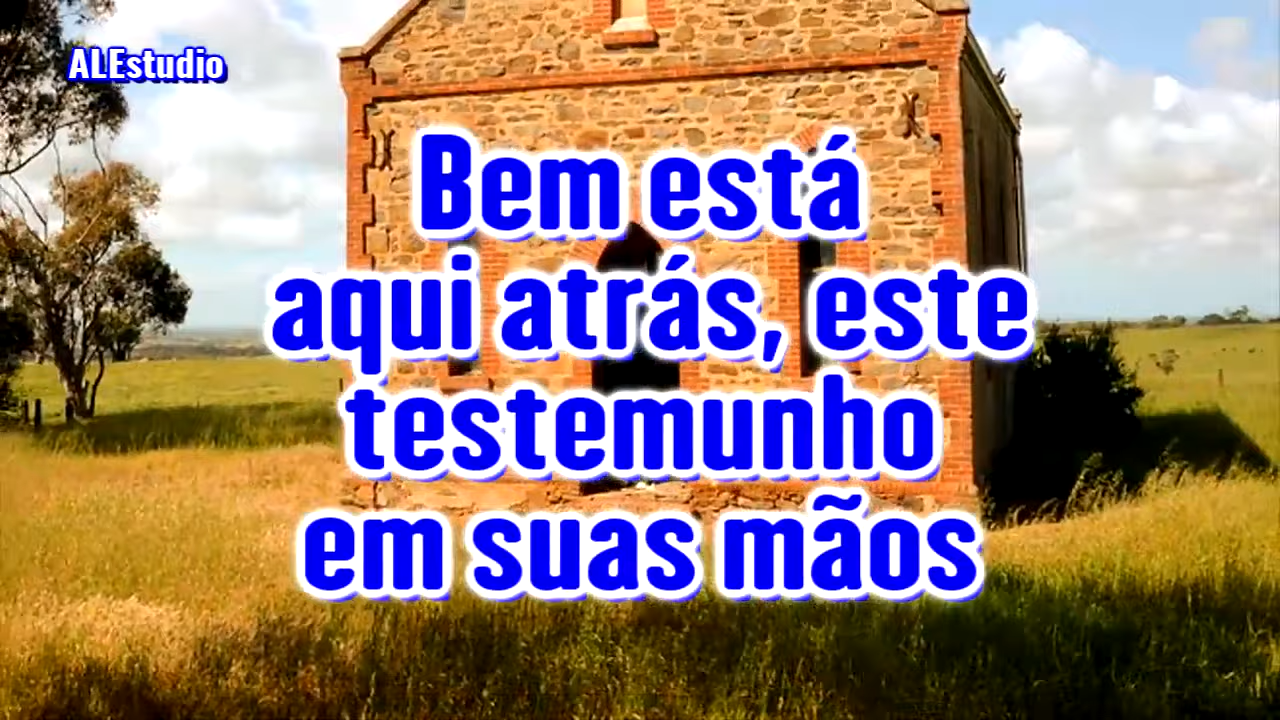 ALEstudio
Bem está
aqui atrás, este
testemunho
em suas mãos